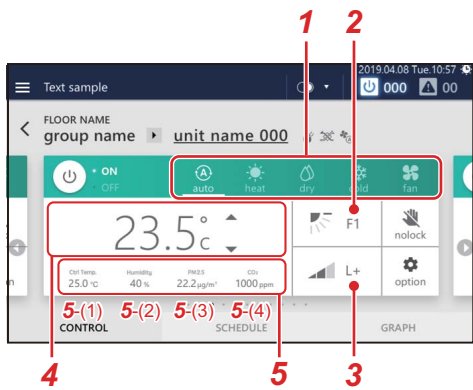 1 2
2019.04.08 Tue.10:57
Text sample
000 00
FLOOR NAME
group name unit name 000
ON
OFF
auto heat dry cold fan
23.5°c
F1
nolock
Ctrl Temp. Humidity PM2.5 CO2
25.0 °C 40 % 22.2 µg/m³ 1000 ppm
L+
option
n
5-(1) 5-(2) 5-(3) 5-(4)
CONTROL SCHEDULE GRAPH
4 5 3